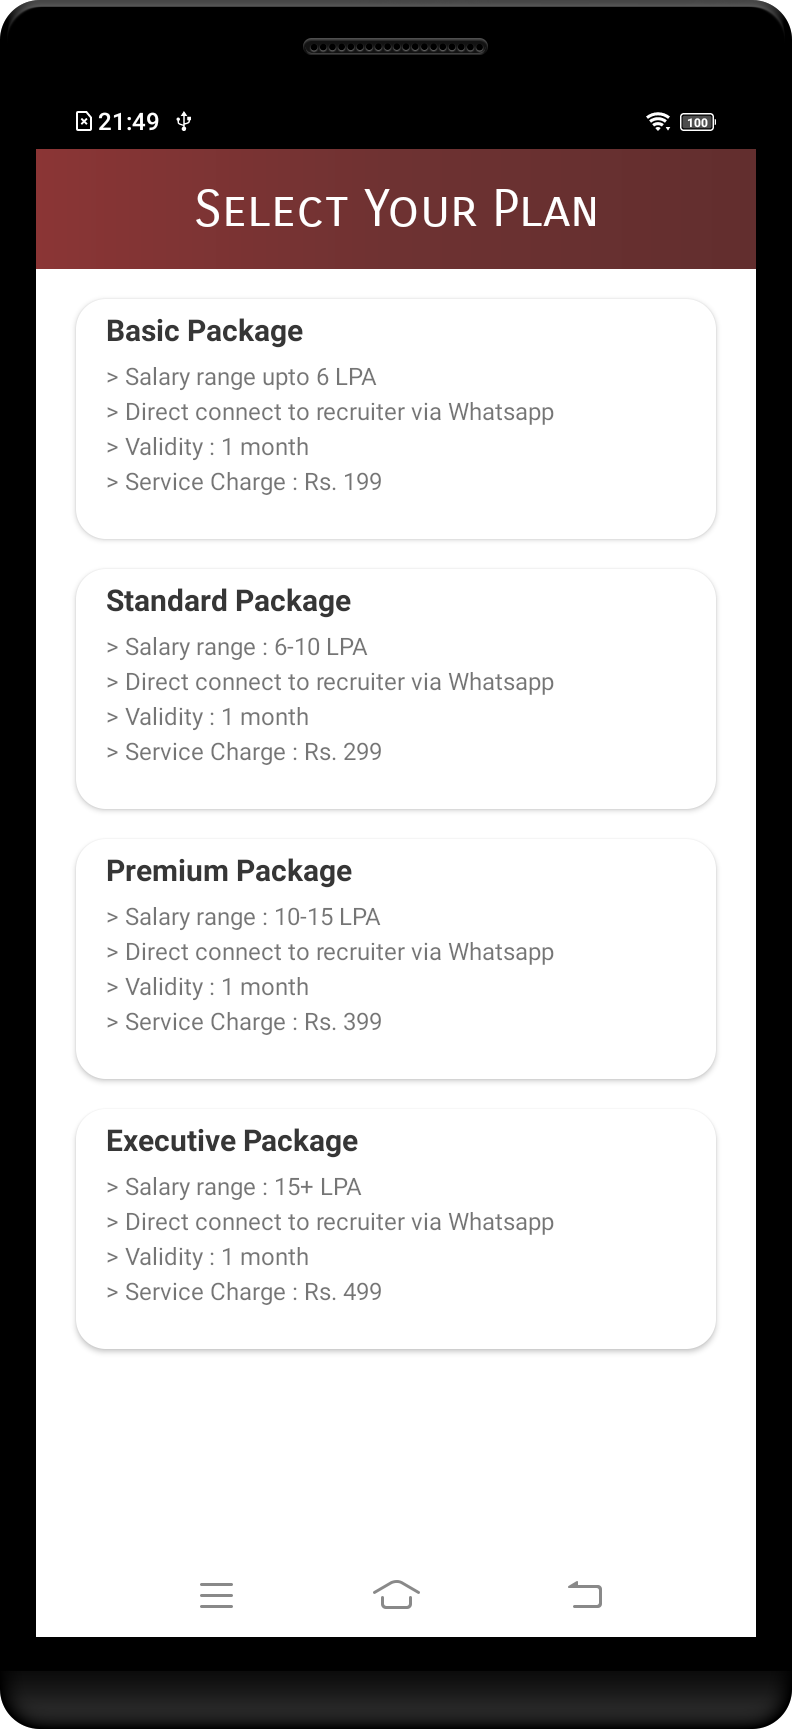 21:49
100
Select Your Plan
Basic Package
> Salary range upto 6 LPA
> Direct connect to recruiter via Whatsapp
> Validity : 1 month
> Service Charge : Rs. 199
Standard Package
> Salary range : 6-10 LPA
> Direct connect to recruiter via Whatsapp
> Validity : 1 month
> Service Charge : Rs. 299
Premium Package
> Salary range : 10-15 LPA
> Direct connect to recruiter via Whatsapp
> Validity : 1 month
> Service Charge : Rs. 399
Executive Package
> Salary range : 15+ LPA
> Direct connect to recruiter via Whatsapp
> Validity : 1 month
> Service Charge : Rs. 499